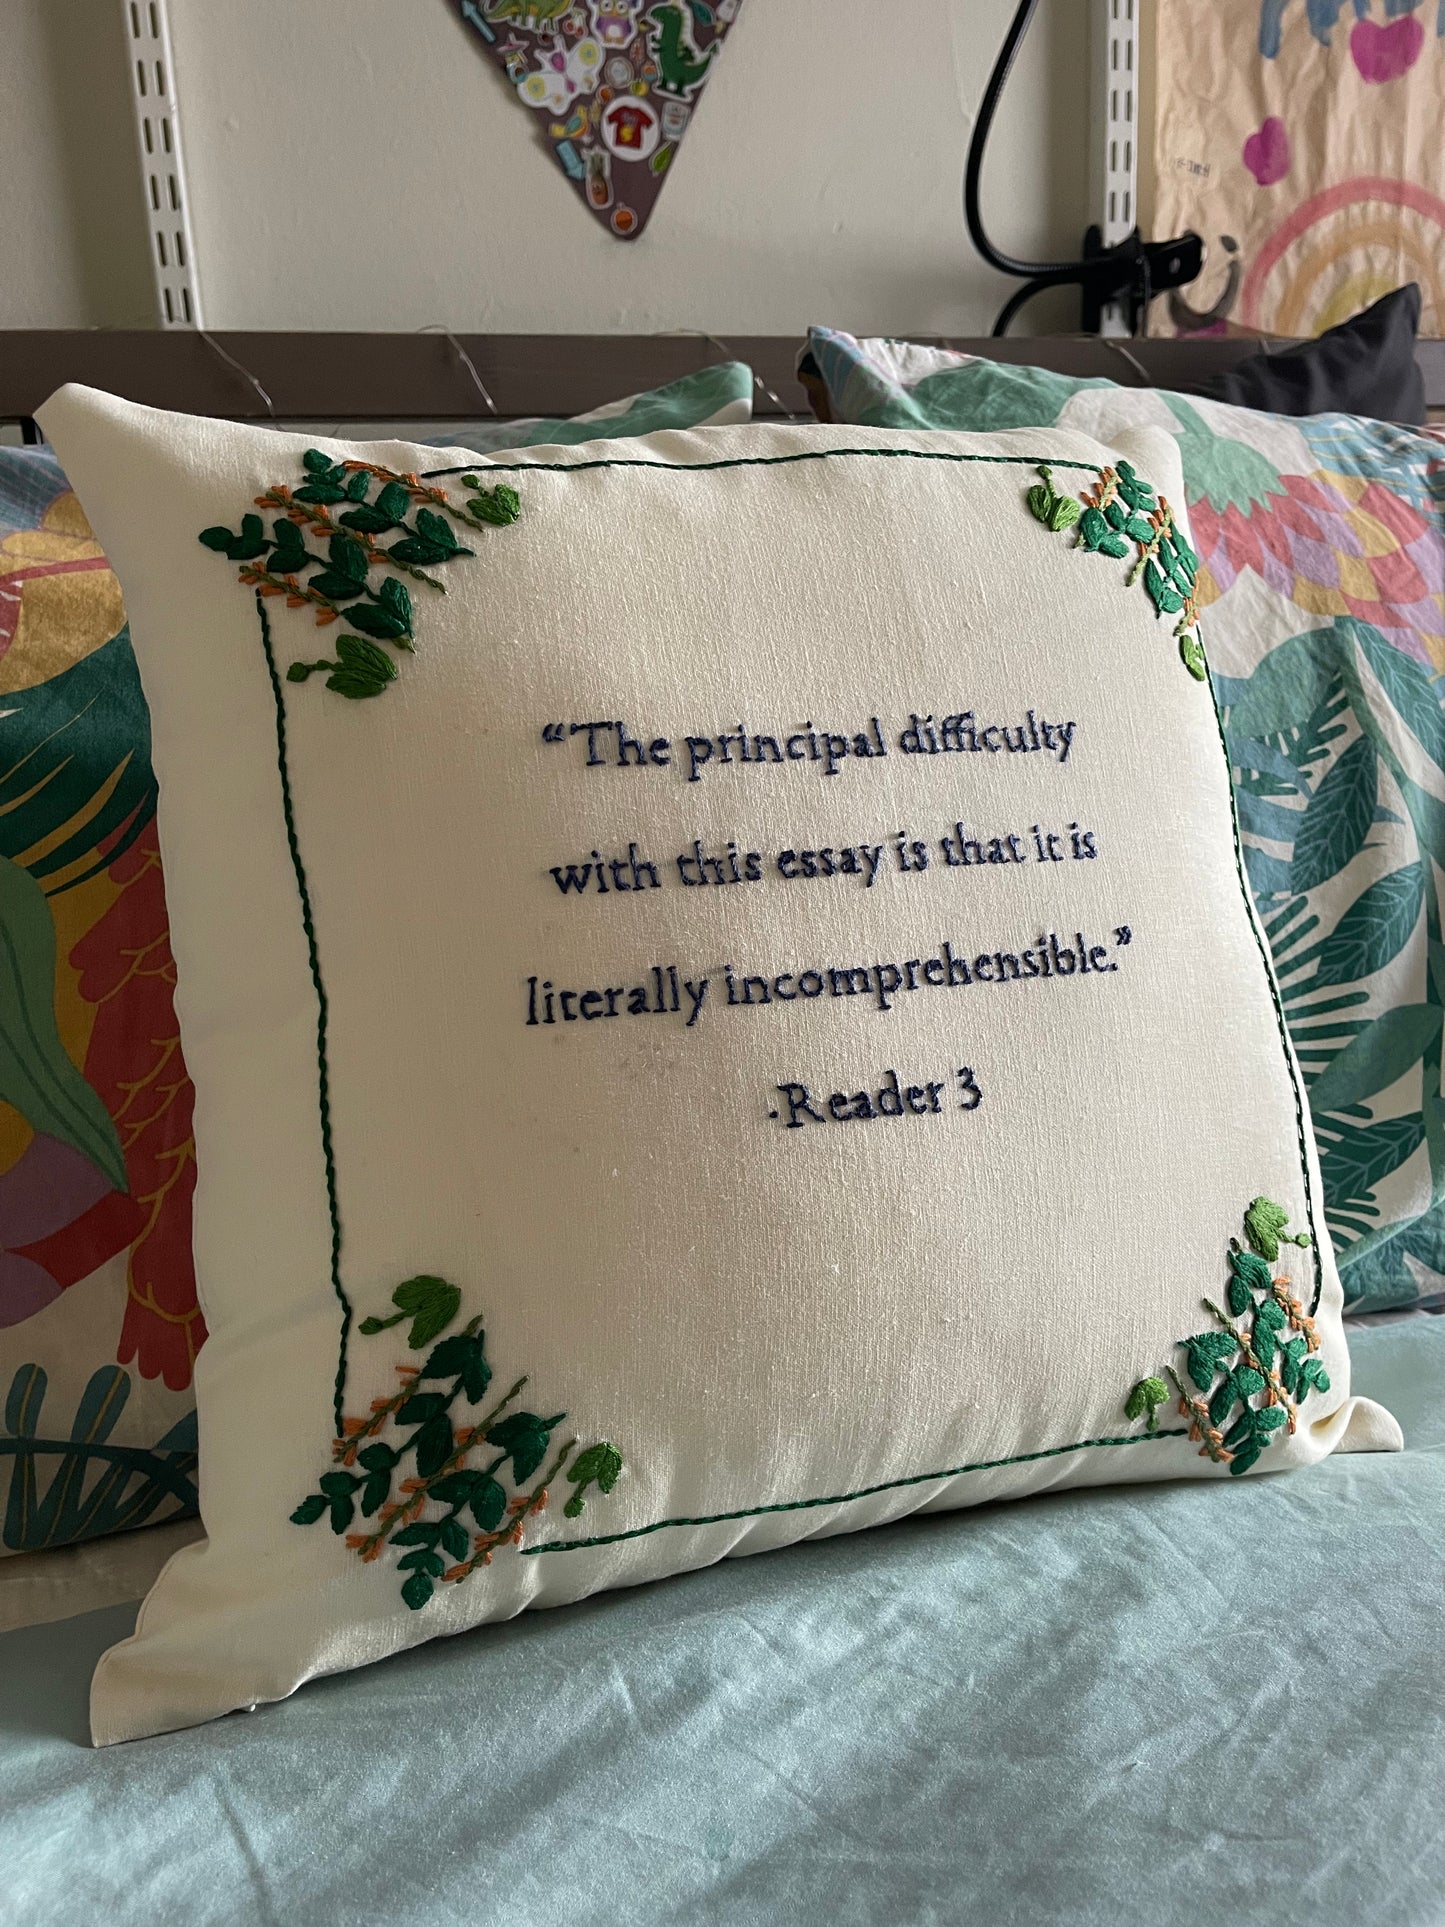 “The principal difficulty
with this essay is that it is
literally incomprehensible.”
·Reader 3